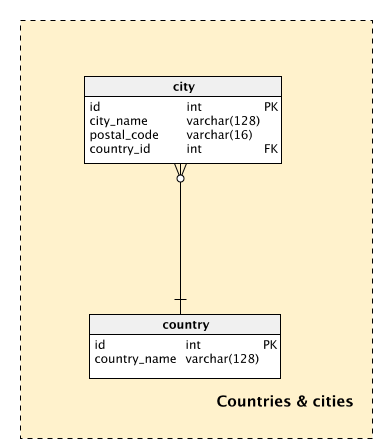 city
id int PK
city_name varchar(128)
postal_code varchar(16)
country_id int FK
country
id int PK
country_name varchar(128)
Countries & cities